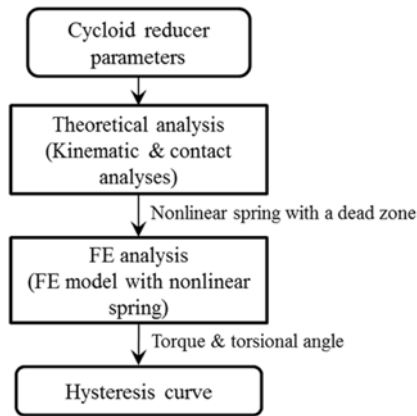 Cycloid reducer
parameters
Theoretical analysis
(Kinematic & contact
analyses)
Nonlinear spring with a dead zone
FE analysis
(FE model with nonlinear
spring)
Torque & torsional angle
Hysteresis curve